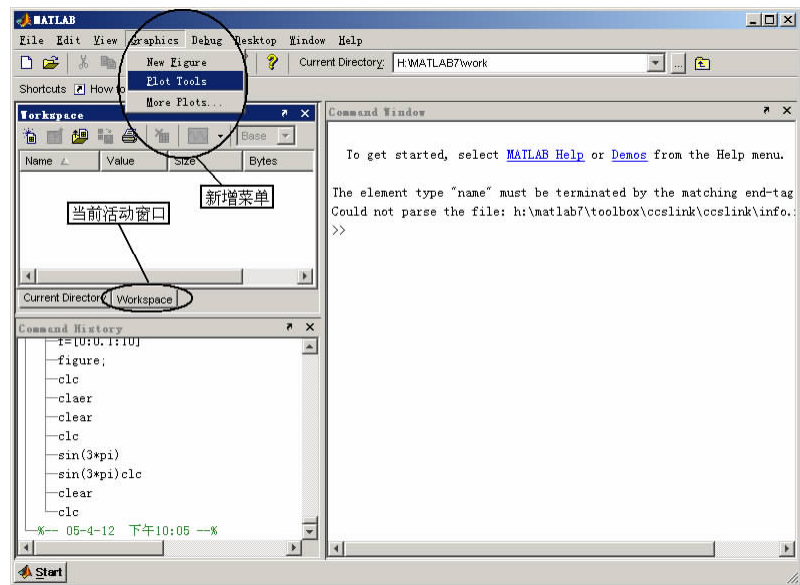 MATLAB
File Edit View Graphics Debug Desktop Window Help
New Figure
Plot Tools
More Plots...
? Current Directory: H:\MATLAB7\work ...
Shortcuts How to
Workspace
Base
Name Value Size Bytes
新增菜单
当前活动窗口
Current Directory Workspace
Command History
f=[0:0.1:10]
figure;
clc
claer
clear
clc
sin(3*pi)
sin(3*pi)clc
clear
clc
%-- 05-4-12 下午10:05 --%
Command Window
To get started, select MATLAB Help or Demos from the Help menu.
The element type "name" must be terminated by the matching end-tag
Could not parse the file: h:\matlab7\toolbox\ccslink\ccslink\info.
>>
Start